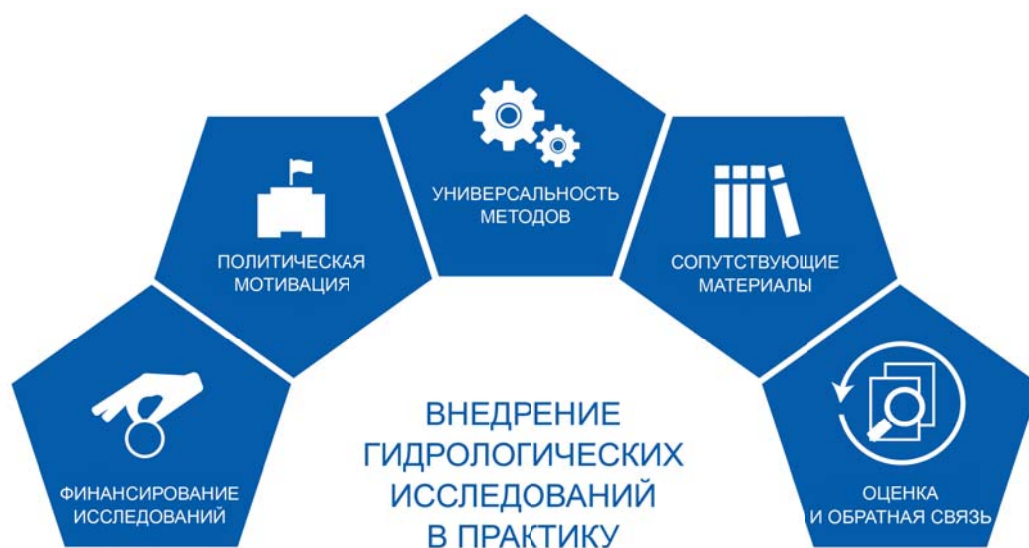 ФИНАНСИРОВАНИЕ
ИССЛЕДОВАНИЙ
ПОЛИТИЧЕСКАЯ
МОТИВАЦИЯ
УНИВЕРСАЛЬНОСТЬ
МЕТОДОВ
СОПУТСТВУЮЩИЕ
МАТЕРИАЛЫ
ОЦЕНКА
И ОБРАТНАЯ СВЯЗЬ
ВНЕДРЕНИЕ
ГИДРОЛОГИЧЕСКИХ
ИССЛЕДОВАНИЙ
В ПРАКТИКУ